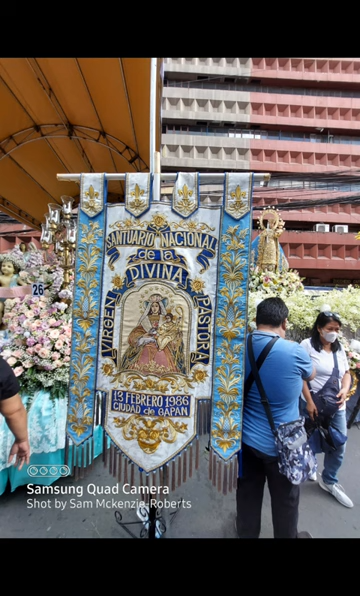 SANTUARIO NACIONAL
de la
DIVINA
VIRGEN PASTORA
13 FEBRERO 1986
CIUDAD de GAPAN
26
Samsung Quad Camera
Shot by Sam Mckenzie-Roberts